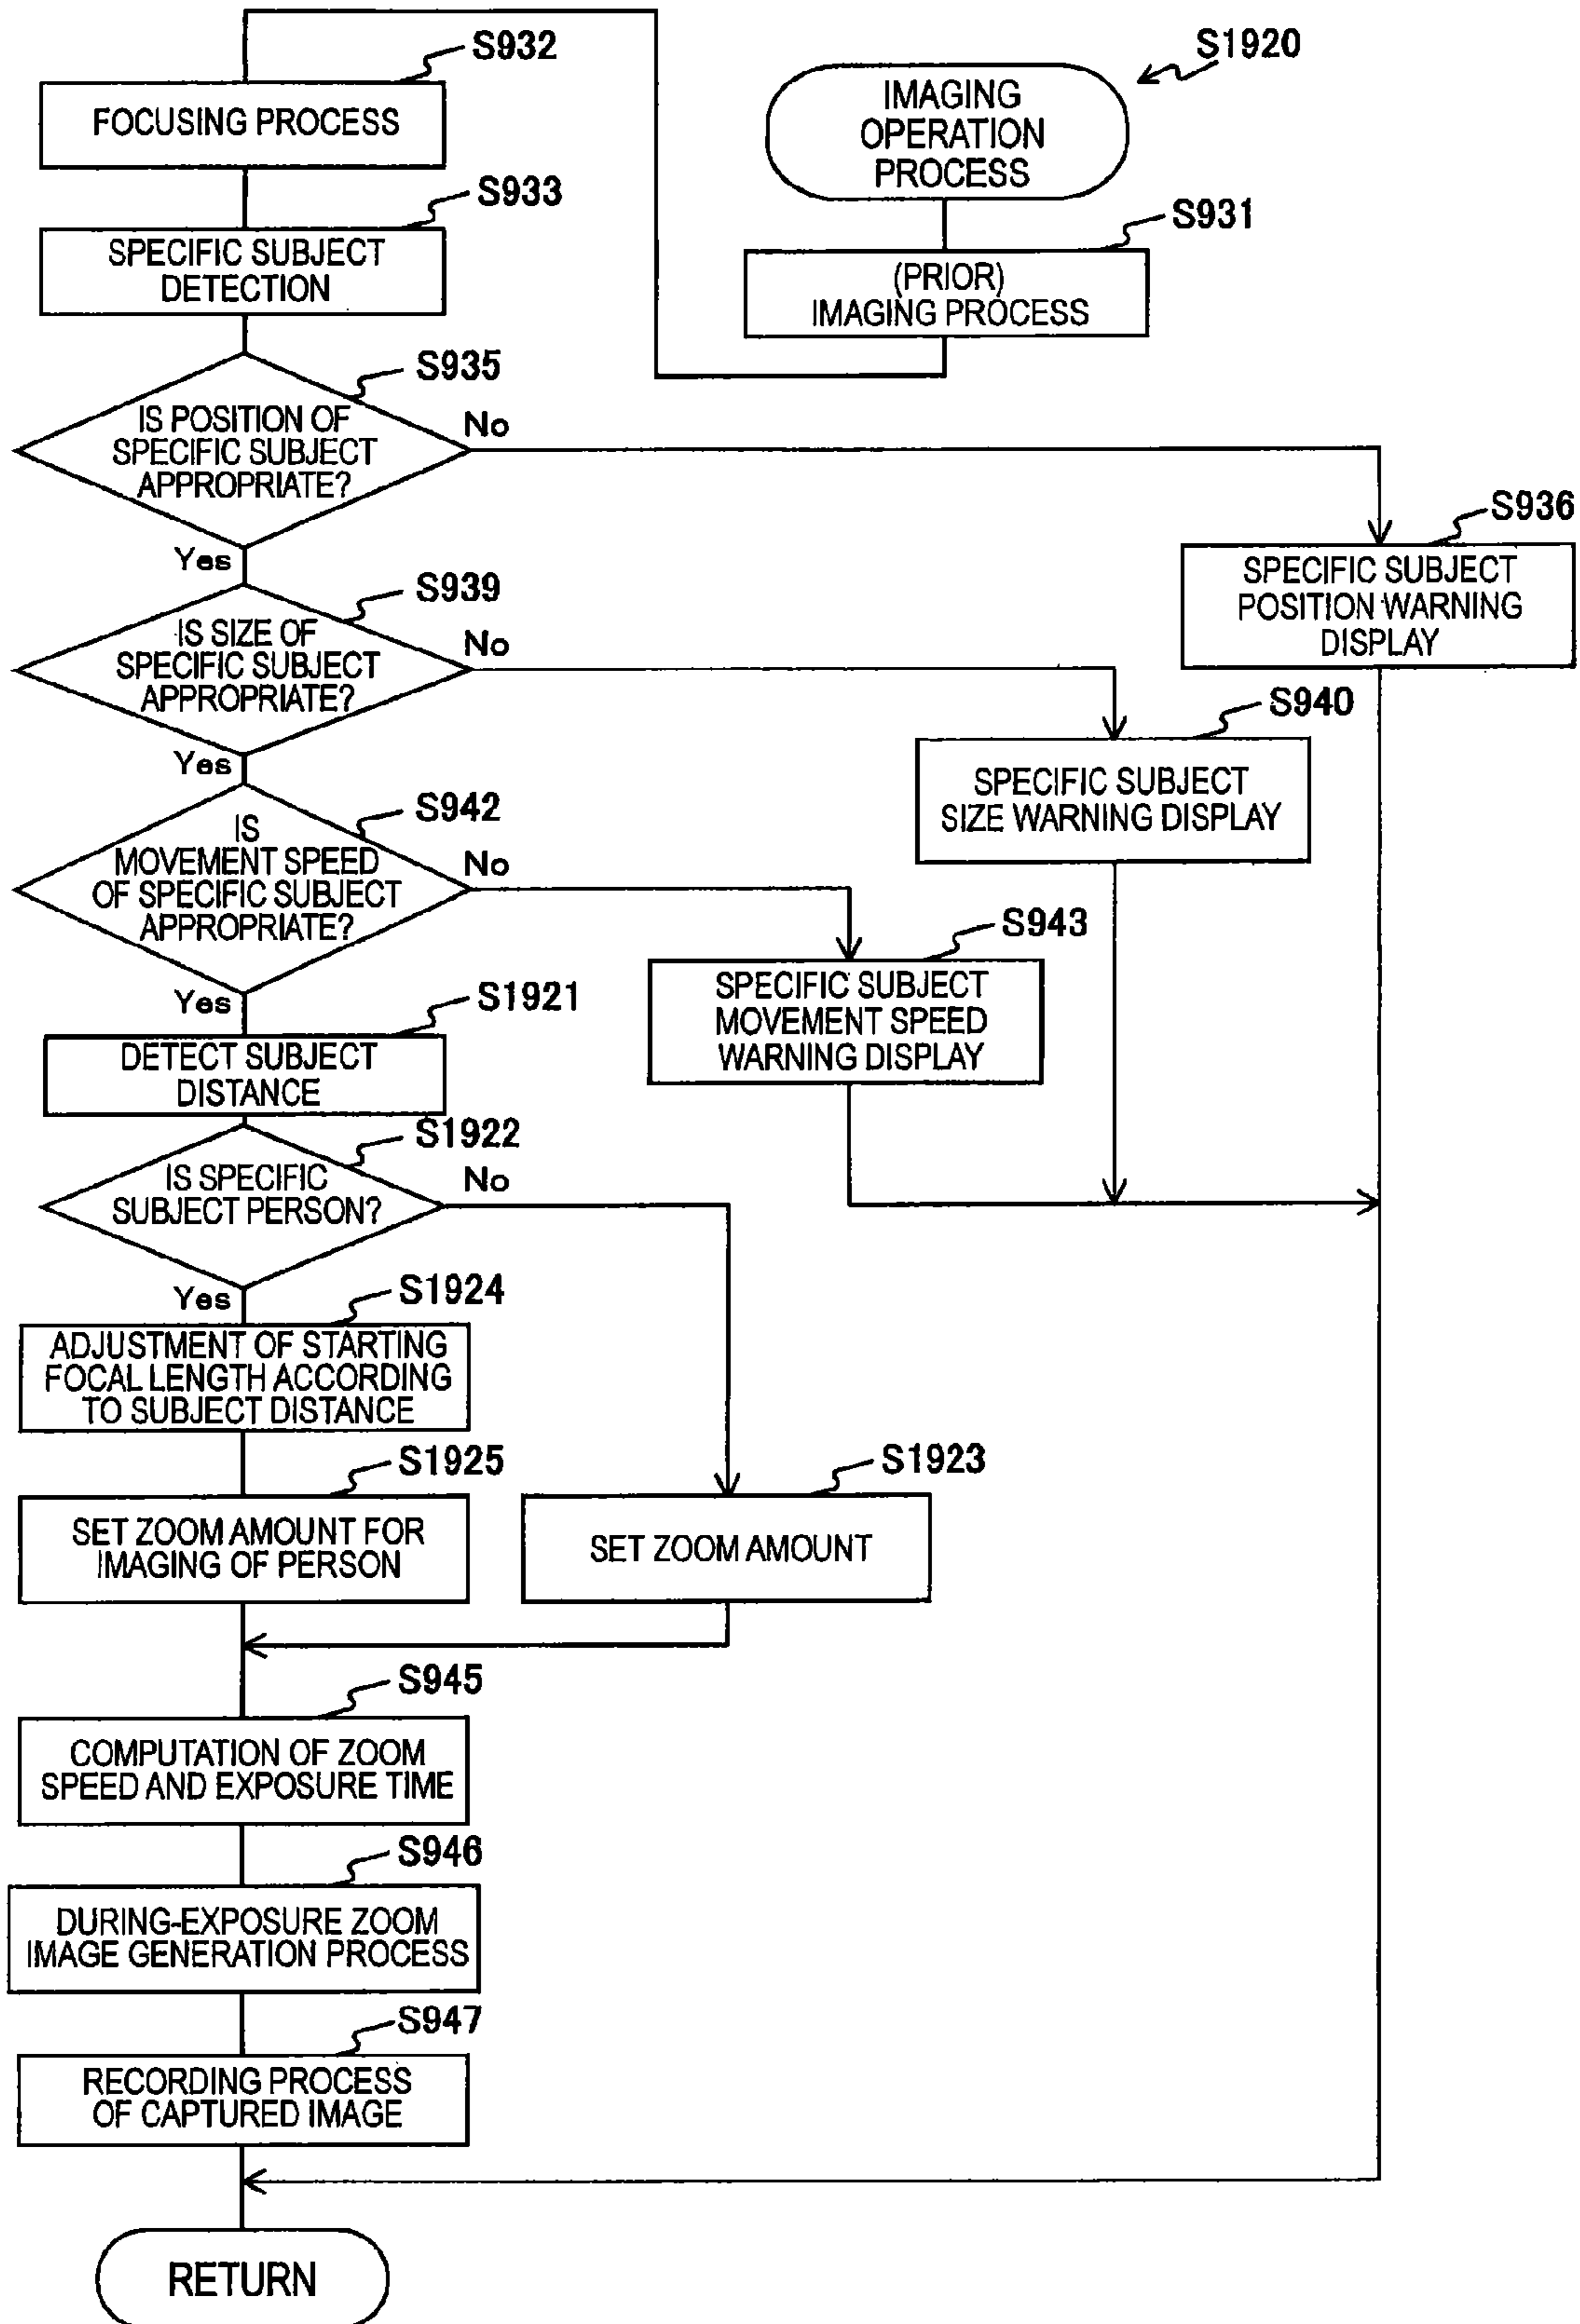 S1920
IMAGING
OPERATION
PROCESS
S931
(PRIOR)
IMAGING PROCESS
S932
FOCUSING PROCESS
S933
SPECIFIC SUBJECT
DETECTION
S935
IS POSITION OF
SPECIFIC SUBJECT
APPROPRIATE?
No
Yes
S936
SPECIFIC SUBJECT
POSITION WARNING
DISPLAY
S939
IS SIZE OF
SPECIFIC SUBJECT
APPROPRIATE?
No
Yes
S940
SPECIFIC SUBJECT
SIZE WARNING DISPLAY
S942
IS
MOVEMENT SPEED
OF SPECIFIC SUBJECT
APPROPRIATE?
No
Yes
S943
SPECIFIC SUBJECT
MOVEMENT SPEED
WARNING DISPLAY
S1921
DETECT SUBJECT
DISTANCE
S1922
IS SPECIFIC
SUBJECT PERSON?
No
Yes
S1924
ADJUSTMENT OF STARTING
FOCAL LENGTH ACCORDING
TO SUBJECT DISTANCE
S1925
SET ZOOM AMOUNT FOR
IMAGING OF PERSON
S1923
SET ZOOM AMOUNT
S945
COMPUTATION OF ZOOM
SPEED AND EXPOSURE TIME
S946
DURING-EXPOSURE ZOOM
IMAGE GENERATION PROCESS
S947
RECORDING PROCESS
OF CAPTURED IMAGE
RETURN